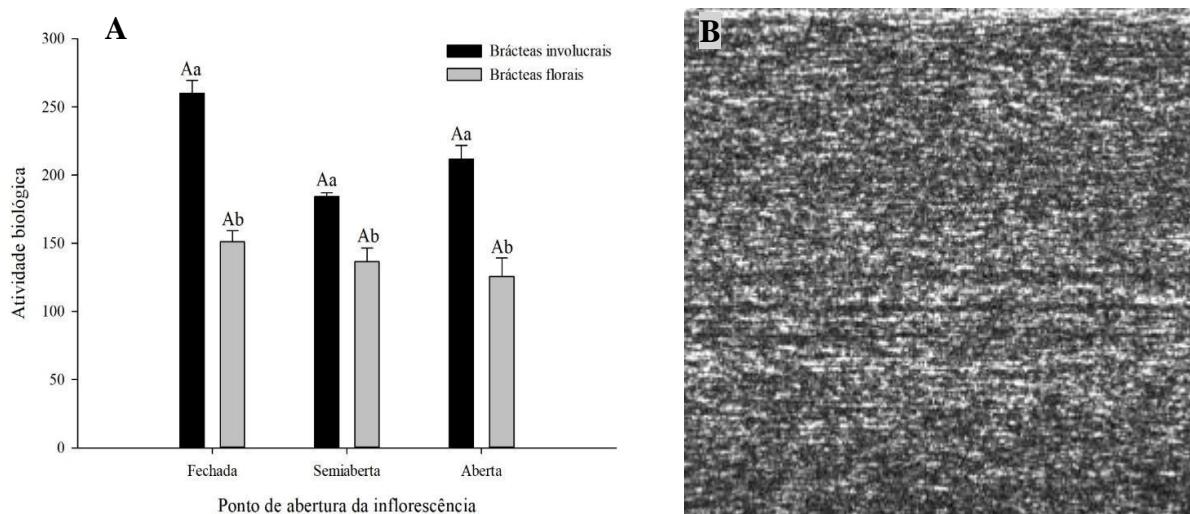 A
B
300
250
200
150
100
50
0
Atividade biológica
Brácteas involucrais
Brácteas florais
Aa
Ab
Aa
Ab
Aa
Ab
Fechada
Semiaberta
Aberta
Ponto de abertura da inflorescência